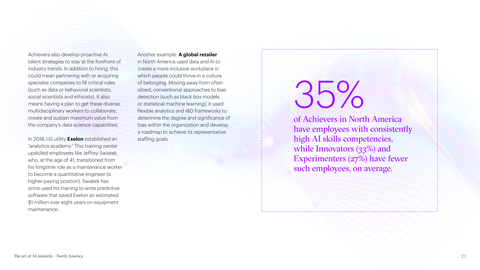 Achievers also develop proactive AI
talent strategies to stay at the forefront of
industry trends. In addition to hiring, this
could mean partnering with or acquiring
specialist companies to fill critical roles
(such as data or behavioral scientists,
social scientists and ethicists). It also
means having a plan to get these diverse,
multidisciplinary workers to collaborate,
create and sustain maximum value from
the company's data-science capabilities.
In 2018, US utility Exelon established an
"analytics academy." This training center
upskilled employees like Jeffrey Swiatek,
who, at the age of 41, transitioned from
his longtime role as a maintenance worker
to become a quantitative engineer (a
higher-paying position). Swiatek has
since used his training to write predictive
software that saved Exelon an estimated
$1 million over eight years on equipment
maintenance.
Another example: A global retailer
in North America used data and AI to
create a more inclusive workplace in
which people could thrive in a culture
of belonging. Moving away from often
siloed, conventional approaches to bias
detection (such as black box models
or statistical machine learning), it used
flexible analytics and I&D frameworks to
determine the degree and significance of
bias within the organization and develop
a roadmap to achieve its representative
staffing goals.
35%
of Achievers in North America
have employees with consistently
high AI skills competencies,
while Innovators (33%) and
Experimenters (27%) have fewer
such employees, on average.
The art of AI maturity - North America
23